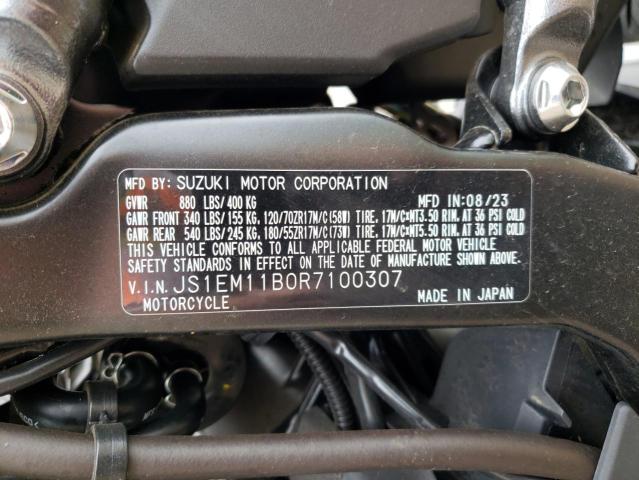 MFD BY: SUZUKI MOTOR CORPORATION MFD IN:08/23
GVWR 880 LBS/400 KG
GAWR FRONT 340 LBS/155 KG, 120/70ZR17M/C(58W) TIRE, 17M/C×MT3.50 RIM, AT 36 PSI COLD
GAWR REAR 540 LBS/245 KG, 180/55ZR17M/C(73W) TIRE, 17M/C×MT5.50 RIM, AT 36 PSI COLD
THIS VEHICLE CONFORMS TO ALL APPLICABLE FEDERAL MOTOR VEHICLE
SAFETY STANDARDS IN EFFECT ON THE DATE OF MANUFACTURE SHOWN ABOVE.
V.I.N. JS1EM11B0R7100307
MOTORCYCLE MADE IN JAPAN